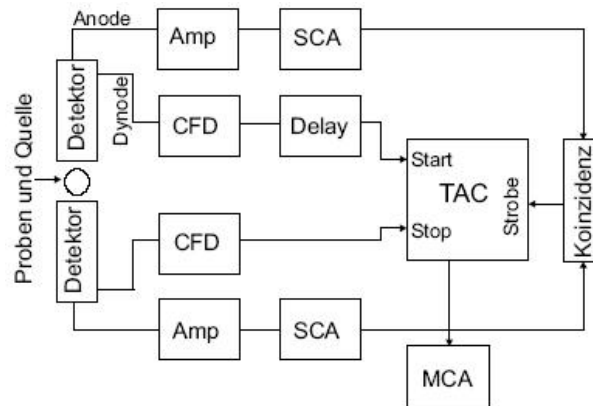 Anode
Amp
SCA
Detektor
Dynode
CFD
Delay
Proben und Quelle
Start
TAC
Strobe
Koinzidenz
Stop
Detektor
CFD
Amp
SCA
MCA